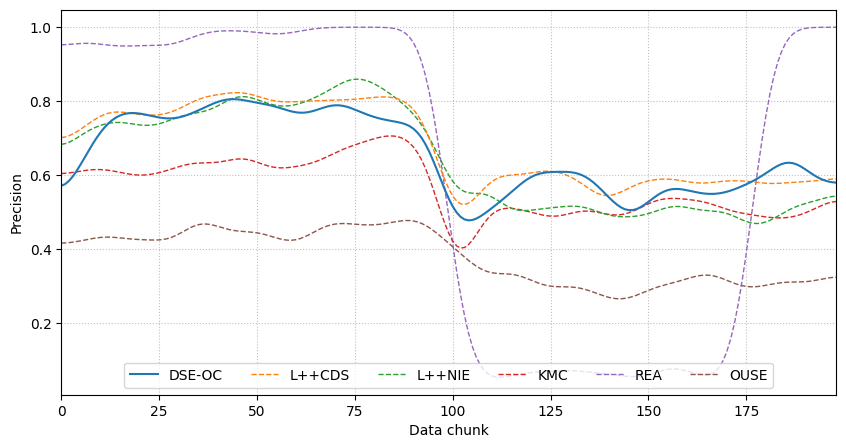 1.0
0.8
0.6
0.4
0.2
Precision
DSE-OC L++CDS L++NIE KMC REA OUSE
0 25 50 75 100 125 150 175
Data chunk